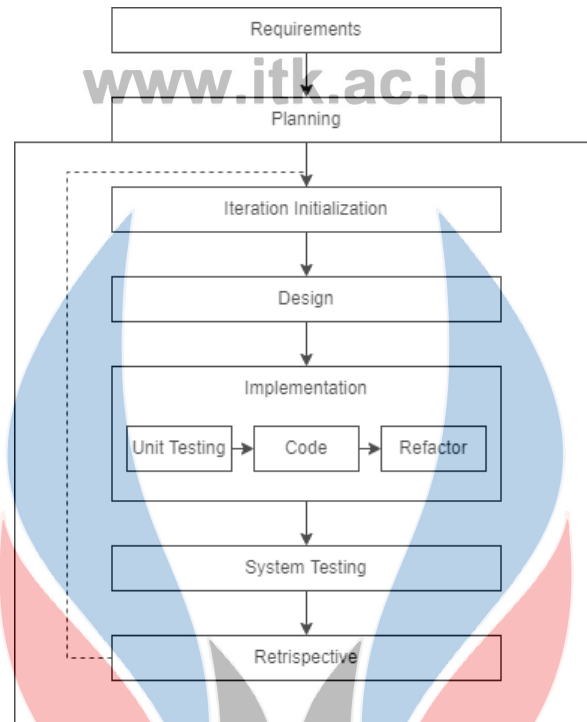 Requirements
www.itk.ac.id
Planning
Iteration Initialization
Design
Implementation
Unit Testing
Code
Refactor
System Testing
Retrispective